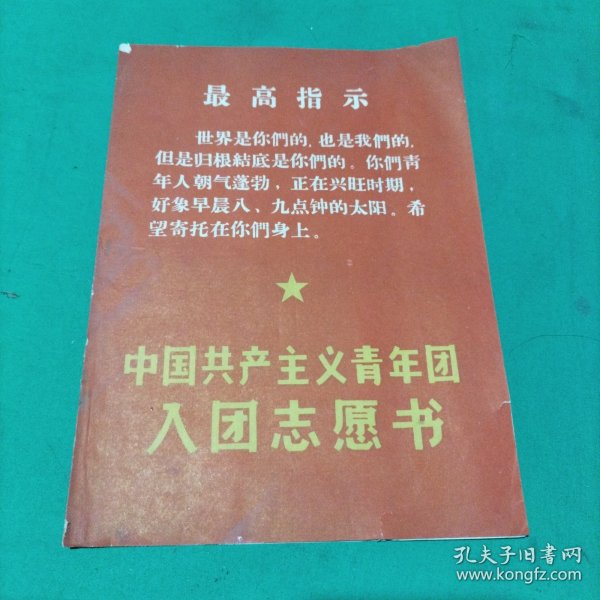 最高指示
世界是你們的,也是我們的,
但是归根結底是你們的。你們青
年人朝气蓬勃,正在兴旺时期,
好象早晨八、九点钟的太阳。希
望寄托在你們身上。
中国共产主义青年团
入团志愿书
孔夫子旧书网
www.kongfz.com